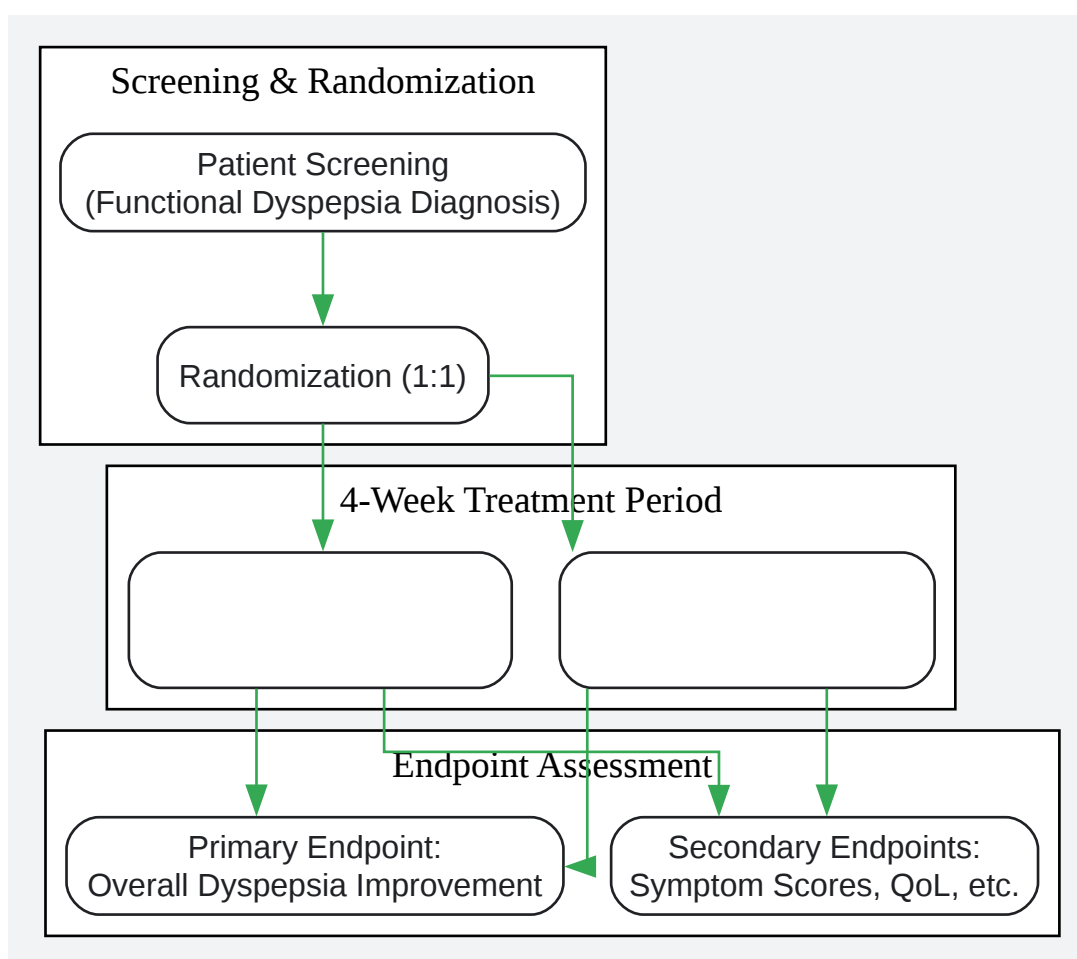 Screening & Randomization
Patient Screening
(Functional Dyspepsia Diagnosis)
Randomization (1:1)
4-Week Treatment Period
Endpoint Assessment
Primary Endpoint:
Overall Dyspepsia Improvement
Secondary Endpoints:
Symptom Scores, QoL, etc.